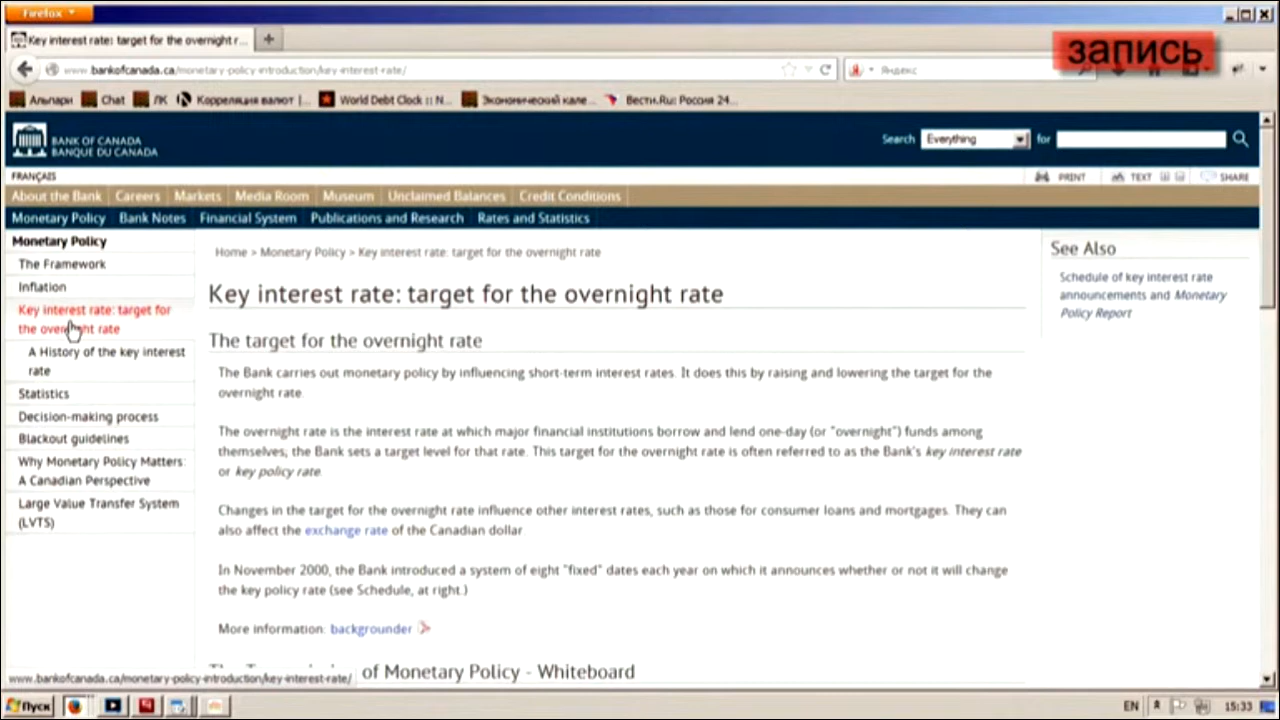 Firefox
Key interest rate: target for the overnight r...
запись
www.bankofcanada.ca/monetary-policy-introduction/key-interest-rate/
Яндекс
Альпари Chat ЛК Корреляция валют |... World Debt Clock :: N... Экономический кале... Вести.Ru: Россия 24...
BANK OF CANADA
BANQUE DU CANADA
Search Everything for
FRANÇAIS
PRINT TEXT SHARE
About the Bank Careers Markets Media Room Museum Unclaimed Balances Credit Conditions
Monetary Policy Bank Notes Financial System Publications and Research Rates and Statistics
Monetary Policy
The Framework
Inflation
Key interest rate: target for
the overnight rate
A History of the key interest
rate
Statistics
Decision-making process
Blackout guidelines
Why Monetary Policy Matters:
A Canadian Perspective
Large Value Transfer System
(LVTS)
Home > Monetary Policy > Key interest rate: target for the overnight rate
Key interest rate: target for the overnight rate
The target for the overnight rate
The Bank carries out monetary policy by influencing short-term interest rates. It does this by raising and lowering the target for the
overnight rate.
The overnight rate is the interest rate at which major financial institutions borrow and lend one-day (or "overnight") funds among
themselves; the Bank sets a target level for that rate. This target for the overnight rate is often referred to as the Bank's key interest rate
or key policy rate.
Changes in the target for the overnight rate influence other interest rates, such as those for consumer loans and mortgages. They can
also affect the exchange rate of the Canadian dollar
In November 2000, the Bank introduced a system of eight "fixed" dates each year on which it announces whether or not it will change
the key policy rate (see Schedule, at right.)
More information: backgrounder
of Monetary Policy - Whiteboard
See Also
Schedule of key interest rate
announcements and Monetary
Policy Report
www.bankofcanada.ca/monetary-policy-introduction/key-interest-rate/
Пуск
EN 15:33